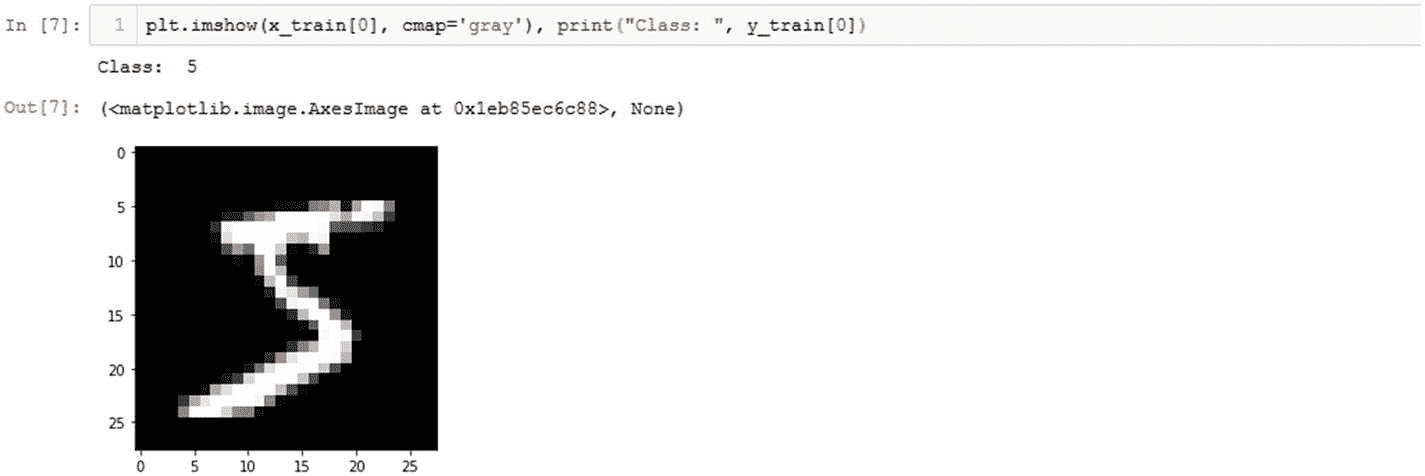 In [7]: 1 plt.imshow(x_train[0], cmap='gray'), print("Class: ", y_train[0])
Class:  5
Out[7]: (<matplotlib.image.AxesImage at 0x1eb85ec6c88>, None)
0
5
10
15
20
25
0 5 10 15 20 25